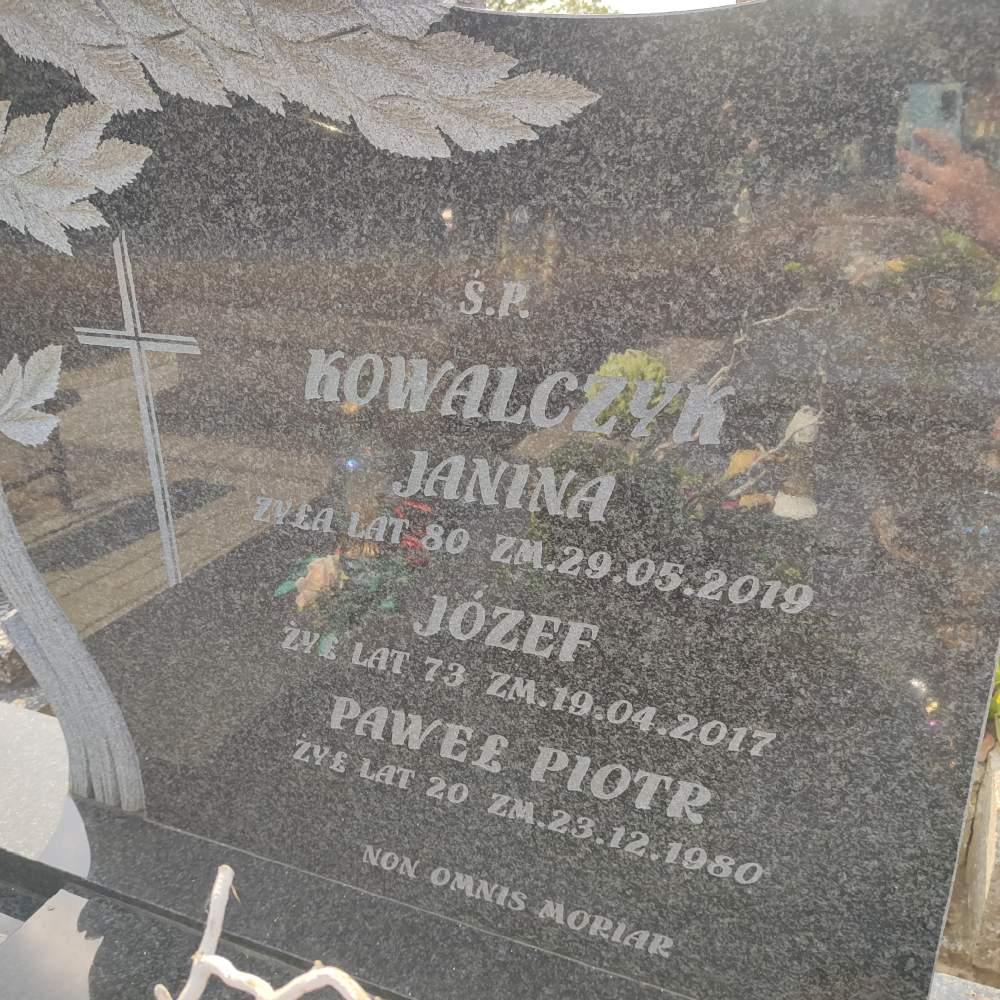 Ś.P.
KOWALCZYK
JANINA
ŻYŁA LAT 80 ZM.29.05.2019
JÓZEF
ŻYŁ LAT 73 ZM.19.04.2017
PAWEŁ PIOTR
ŻYŁ LAT 20 ZM.23.12.1980
NON OMNIS MORIAR